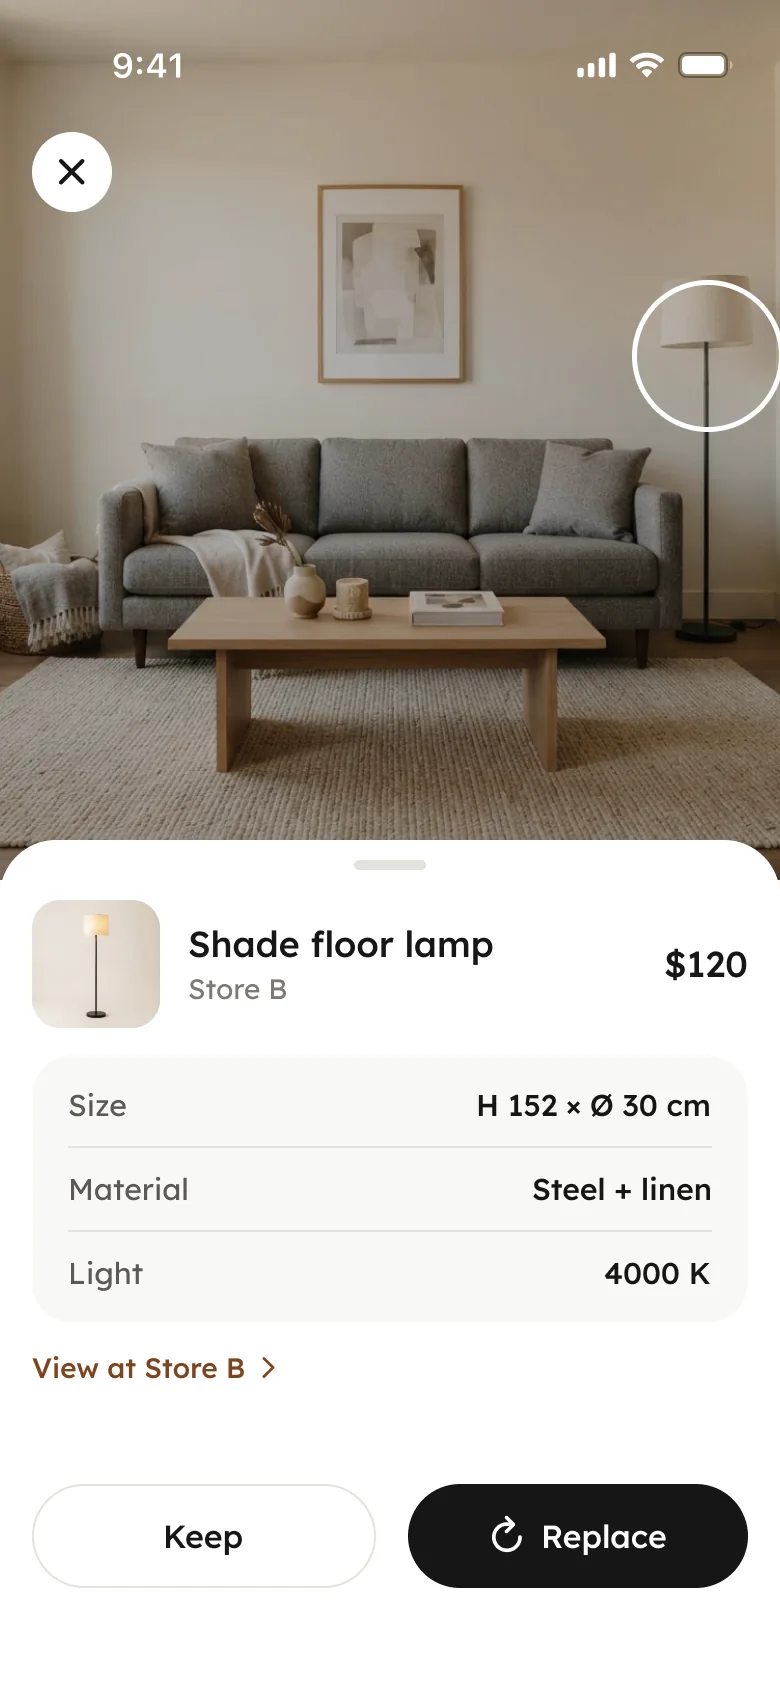 9:41
Shade floor lamp
Store B
$120
Size
H 152 × Ø 30 cm
Material
Steel + linen
Light
4000 K
View at Store B
Keep
Replace